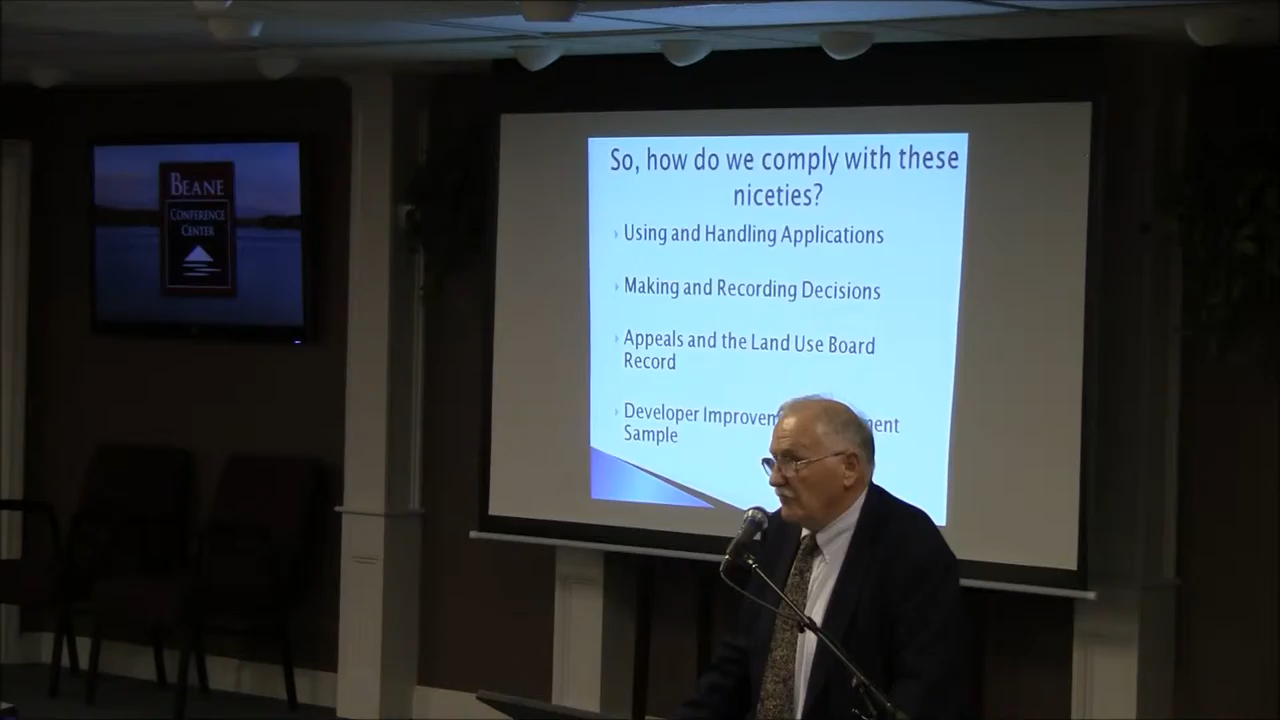 BEANE
CONFERENCE
CENTER
So, how do we comply with these
niceties?
Using and Handling Applications
Making and Recording Decisions
Appeals and the Land Use Board
Record
Developer
Sample